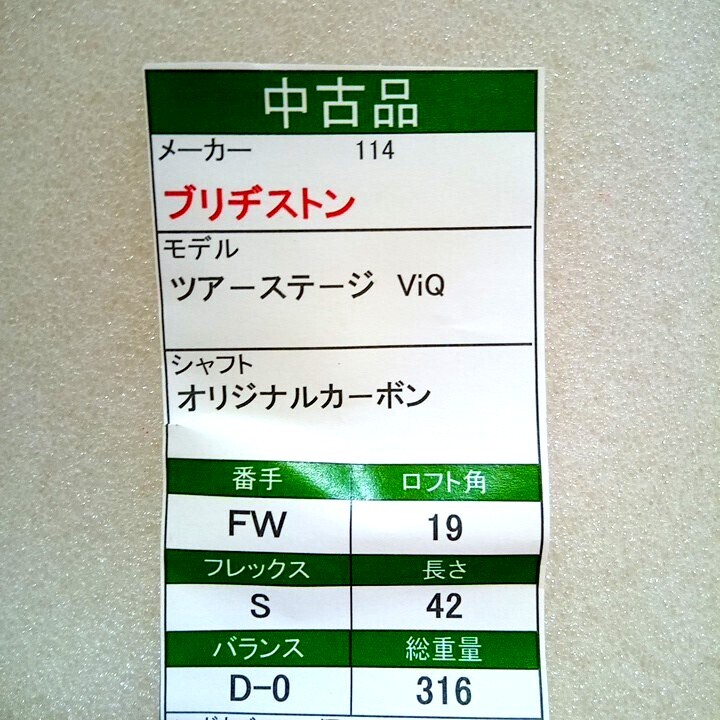 中古品
メーカー 114
ブリヂストン
モデル
ツアーステージ ViQ
シャフト
オリジナルカーボン
番手 ロフト角
FW 19
フレックス 長さ
S 42
バランス 総重量
D-0 316